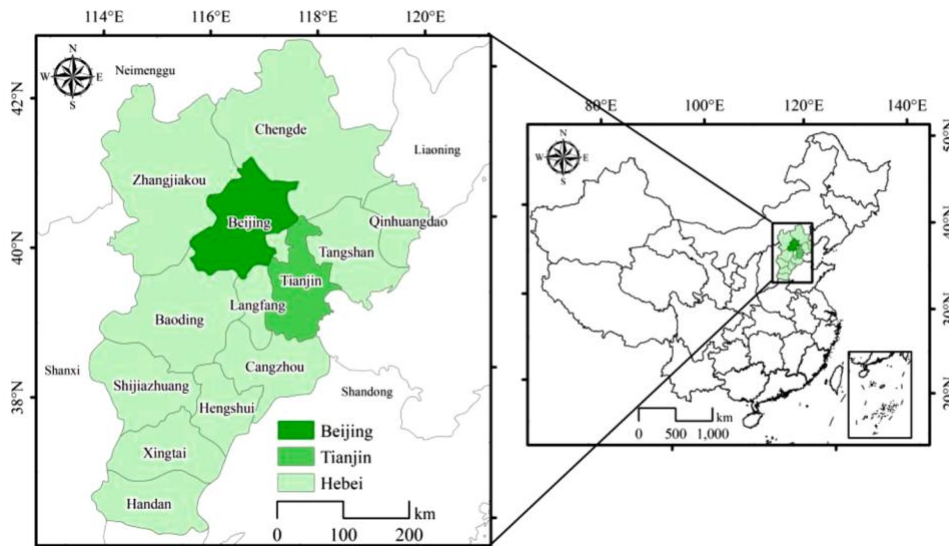 114°E 116°E 118°E 120°E
N
W E
S
Neimenggu
42°N
Chengde
Liaoning
Zhangjiakou
Beijing
Qinhuangdao
40°N
Tangshan
Tianjin
Langfang
Baoding
Shanxi
Cangzhou
Shijiazhuang
Shandong
38°N
Hengshui
Xingtai
Handan
Beijing
Tianjin
Hebei
km
0 100 200
80°E 100°E 120°E 140°E
N
W E
S
50°N
40°N
30°N
20°N
km
0 500 1,000